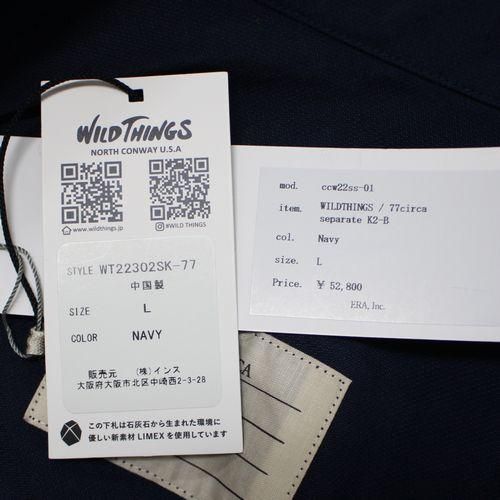 WILDTHINGS
NORTH CONWAY U.S.A
www.wildthings.jp
#WILD THINGS
STYLE WT22302SK-77
中国製
SIZE L
COLOR NAVY
販売元 (株)インス
大阪府大阪市北区中崎西2-3-28
この下札は石灰石から生まれた環境に
優しい新素材LIMEXを使用しています
mod. ccw22ss-01
item. WILDTHINGS / 77circa
separate K2-B
col. Navy
size. L
Price. ¥ 52,800
ERA, Inc.